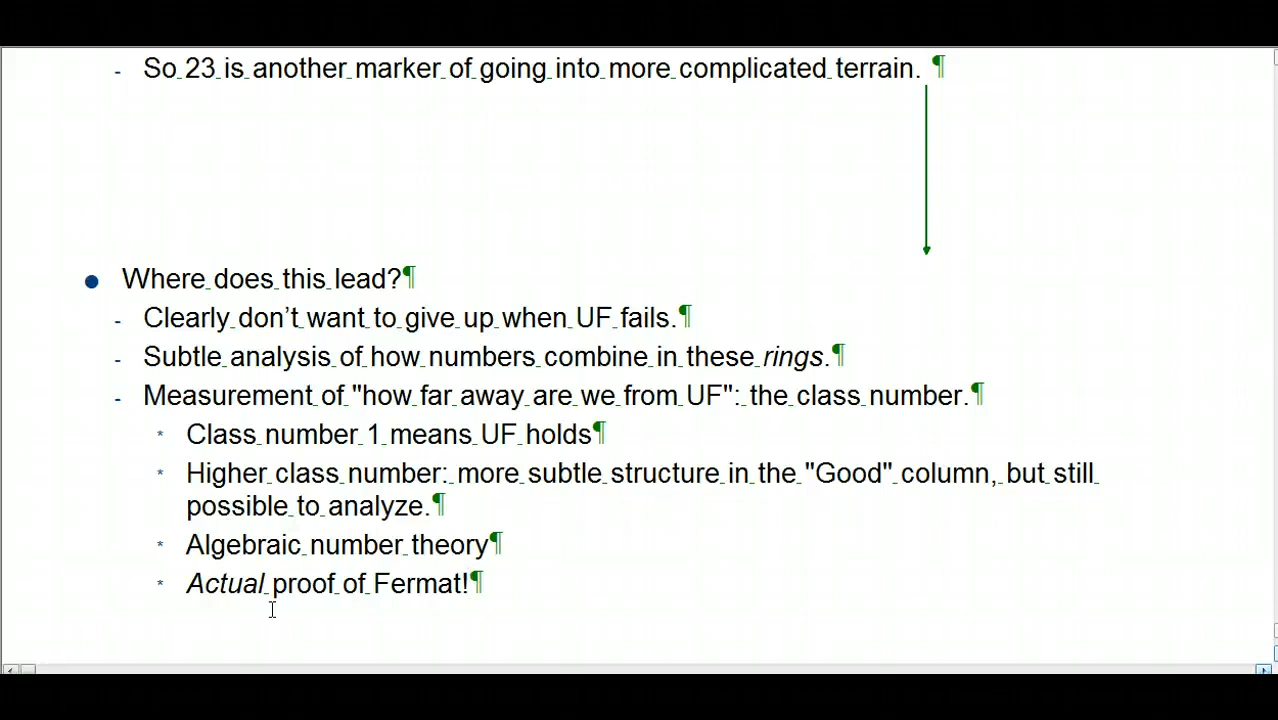 - So 23 is another marker of going into more complicated terrain. ¶
● Where does this lead?¶
- Clearly don’t want to give up when UF fails.¶
- Subtle analysis of how numbers combine in these rings.¶
- Measurement of "how far away are we from UF": the class number.¶
* Class number 1 means UF holds¶
* Higher class number: more subtle structure in the "Good" column, but still
possible to analyze.¶
* Algebraic number theory¶
* Actual proof of Fermat!¶